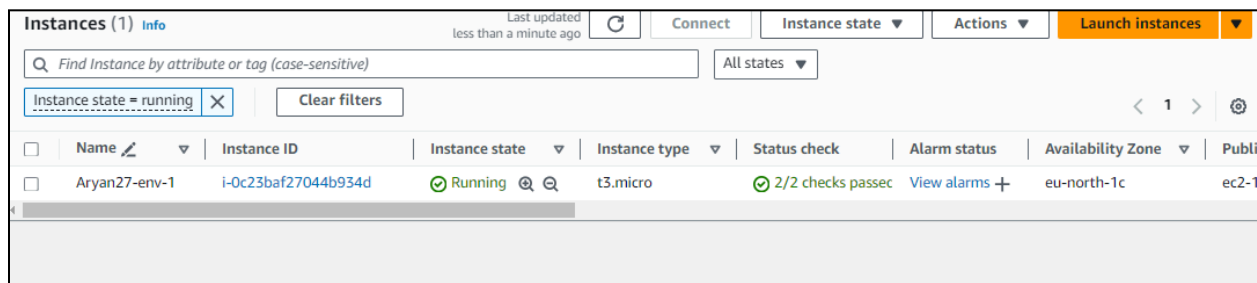 Instances (1) Info
Last updated
less than a minute ago
Connect
Instance state
Actions
Launch instances
Find Instance by attribute or tag (case-sensitive)
All states
Instance state = running
Clear filters
1
Name Instance ID Instance state Instance type Status check Alarm status Availability Zone Publi
Aryan27-env-1 i-0c23baf27044b934d Running t3.micro 2/2 checks passec View alarms + eu-north-1c ec2-1